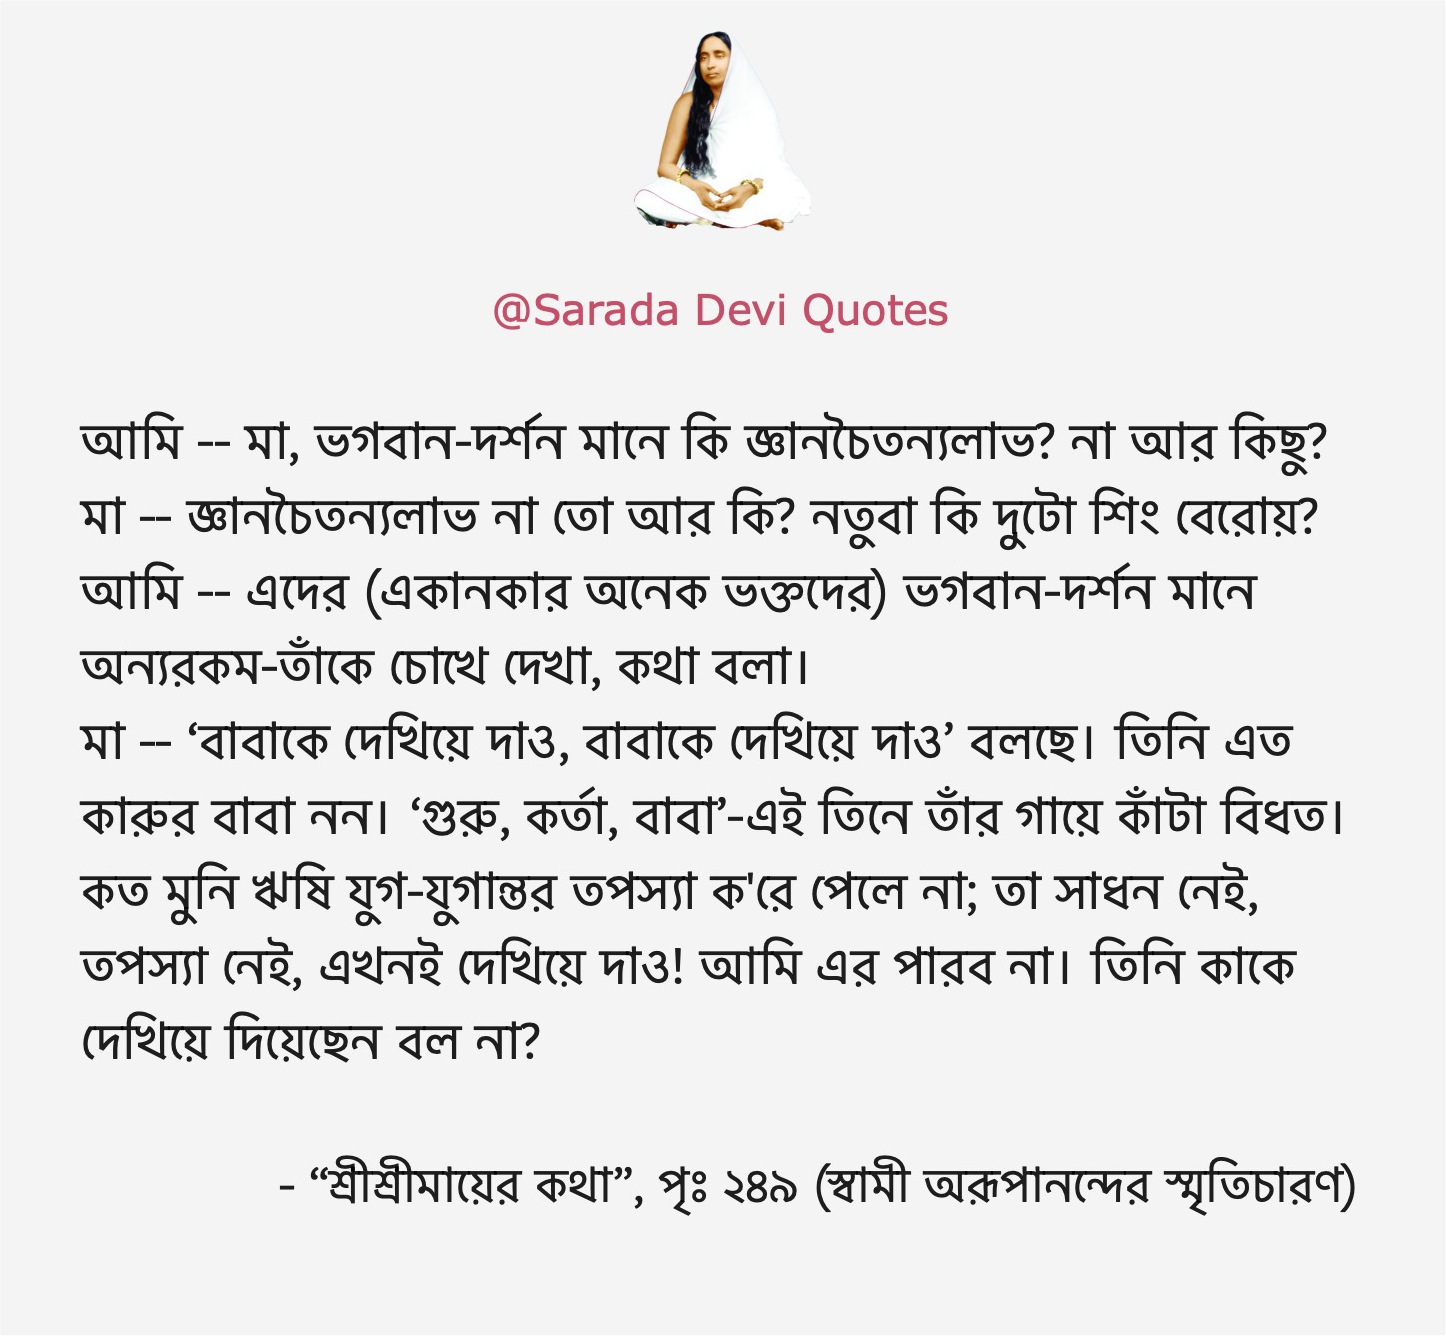 @Sarada Devi Quotes
আমি -- মা, ভগবান-দর্শন মানে কি জ্ঞানচৈতন্যলাভ? না আর কিছু?
মা -- জ্ঞানচৈতন্যলাভ না তো আর কি? নতুবা কি দুটো শিং বেরোয়?
আমি -- এদের (একানকার অনেক ভক্তদের) ভগবান-দর্শন মানে
অন্যরকম-তাঁকে চোখে দেখা, কথা বলা।
মা -- ‘বাবাকে দেখিয়ে দাও, বাবাকে দেখিয়ে দাও’ বলছে। তিনি এত
কারুর বাবা নন। ‘গুরু, কর্তা, বাবা’-এই তিনে তাঁর গায়ে কাঁটা বিধত।
কত মুনি ঋষি যুগ-যুগান্তর তপস্যা ক'রে পেলে না; তা সাধন নেই,
তপস্যা নেই, এখনই দেখিয়ে দাও! আমি এর পারব না। তিনি কাকে
দেখিয়ে দিয়েছেন বল না?
- “শ্রীশ্রীমায়ের কথা”, পৃঃ ২৪৯ (স্বামী অরূপানন্দের স্মৃতিচারণ)